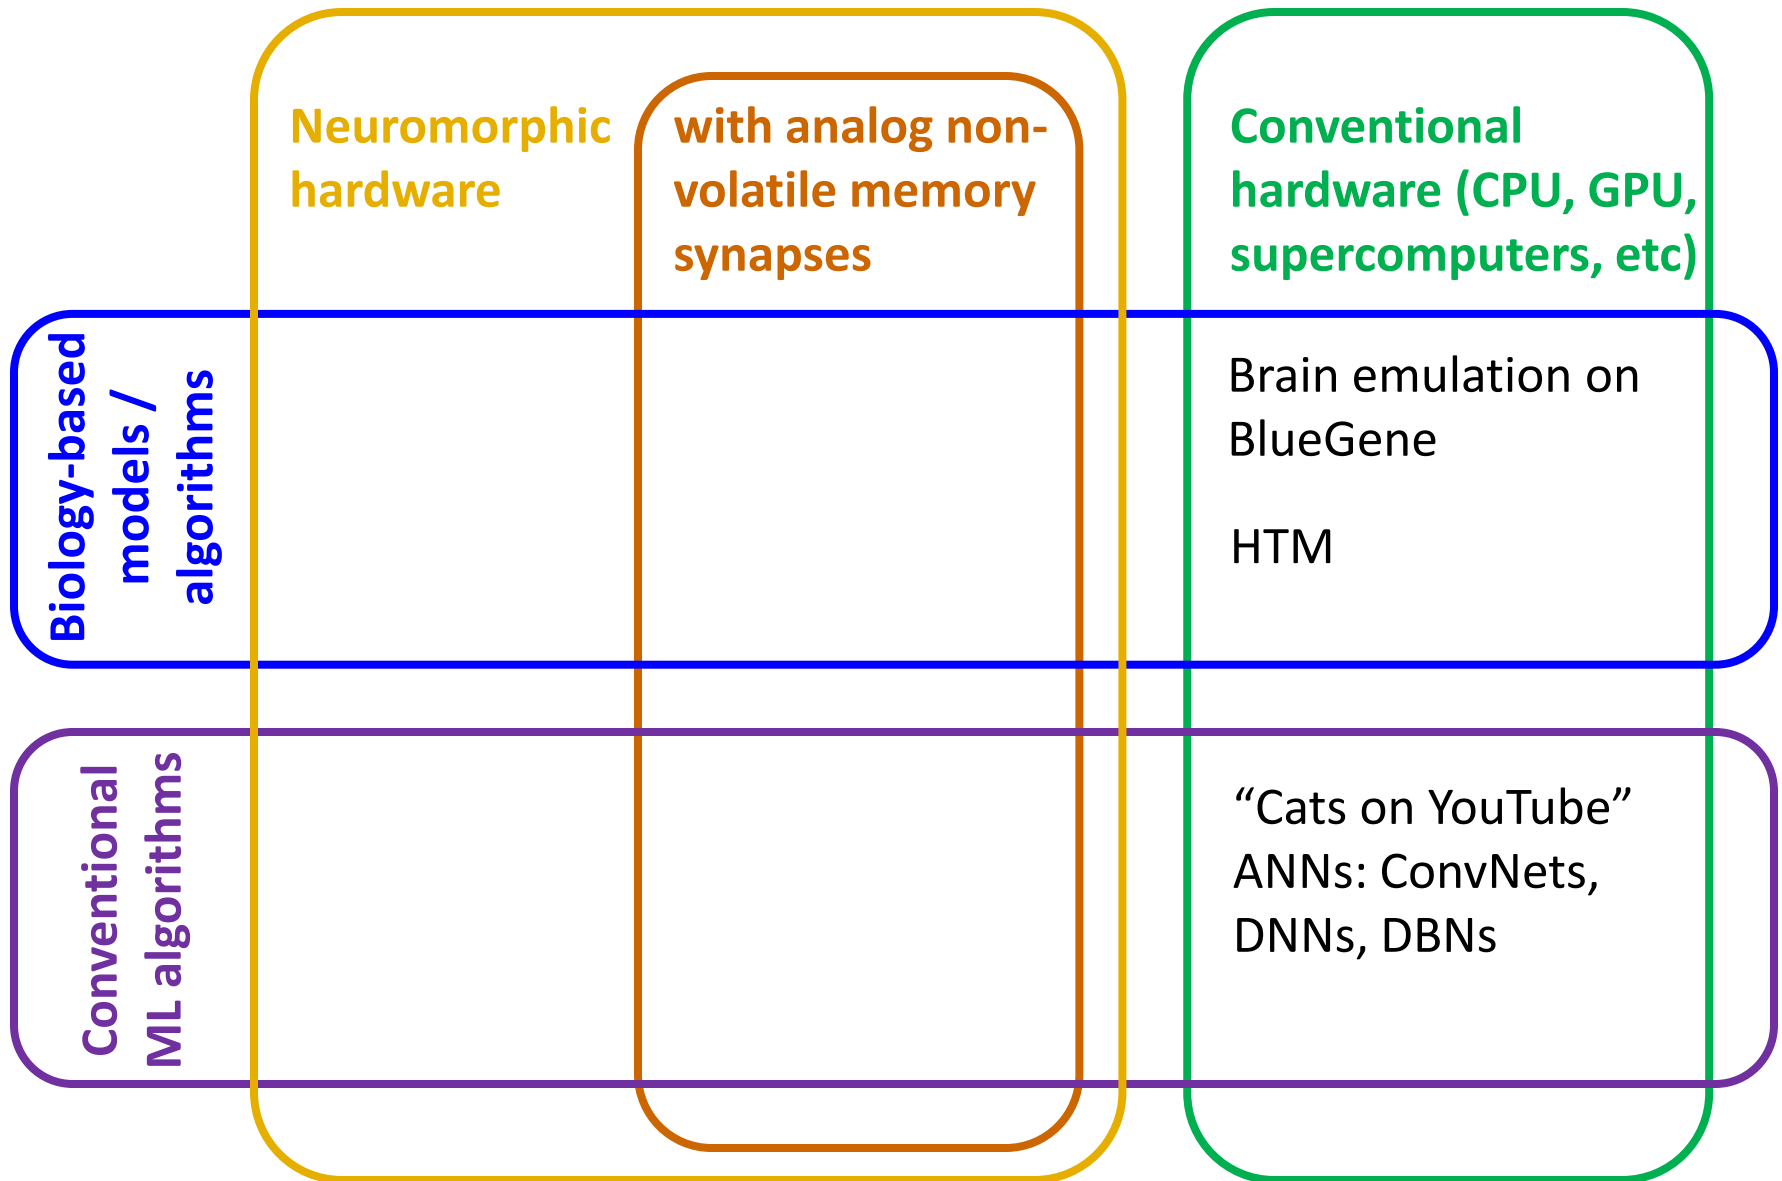 Neuromorphic
hardware
with analog non-
volatile memory
synapses
Conventional
hardware (CPU, GPU,
supercomputers, etc)
Biology-based
models /
algorithms
Brain emulation on
BlueGene
HTM
Conventional
ML algorithms
“Cats on YouTube”
ANNs: ConvNets,
DNNs, DBNs